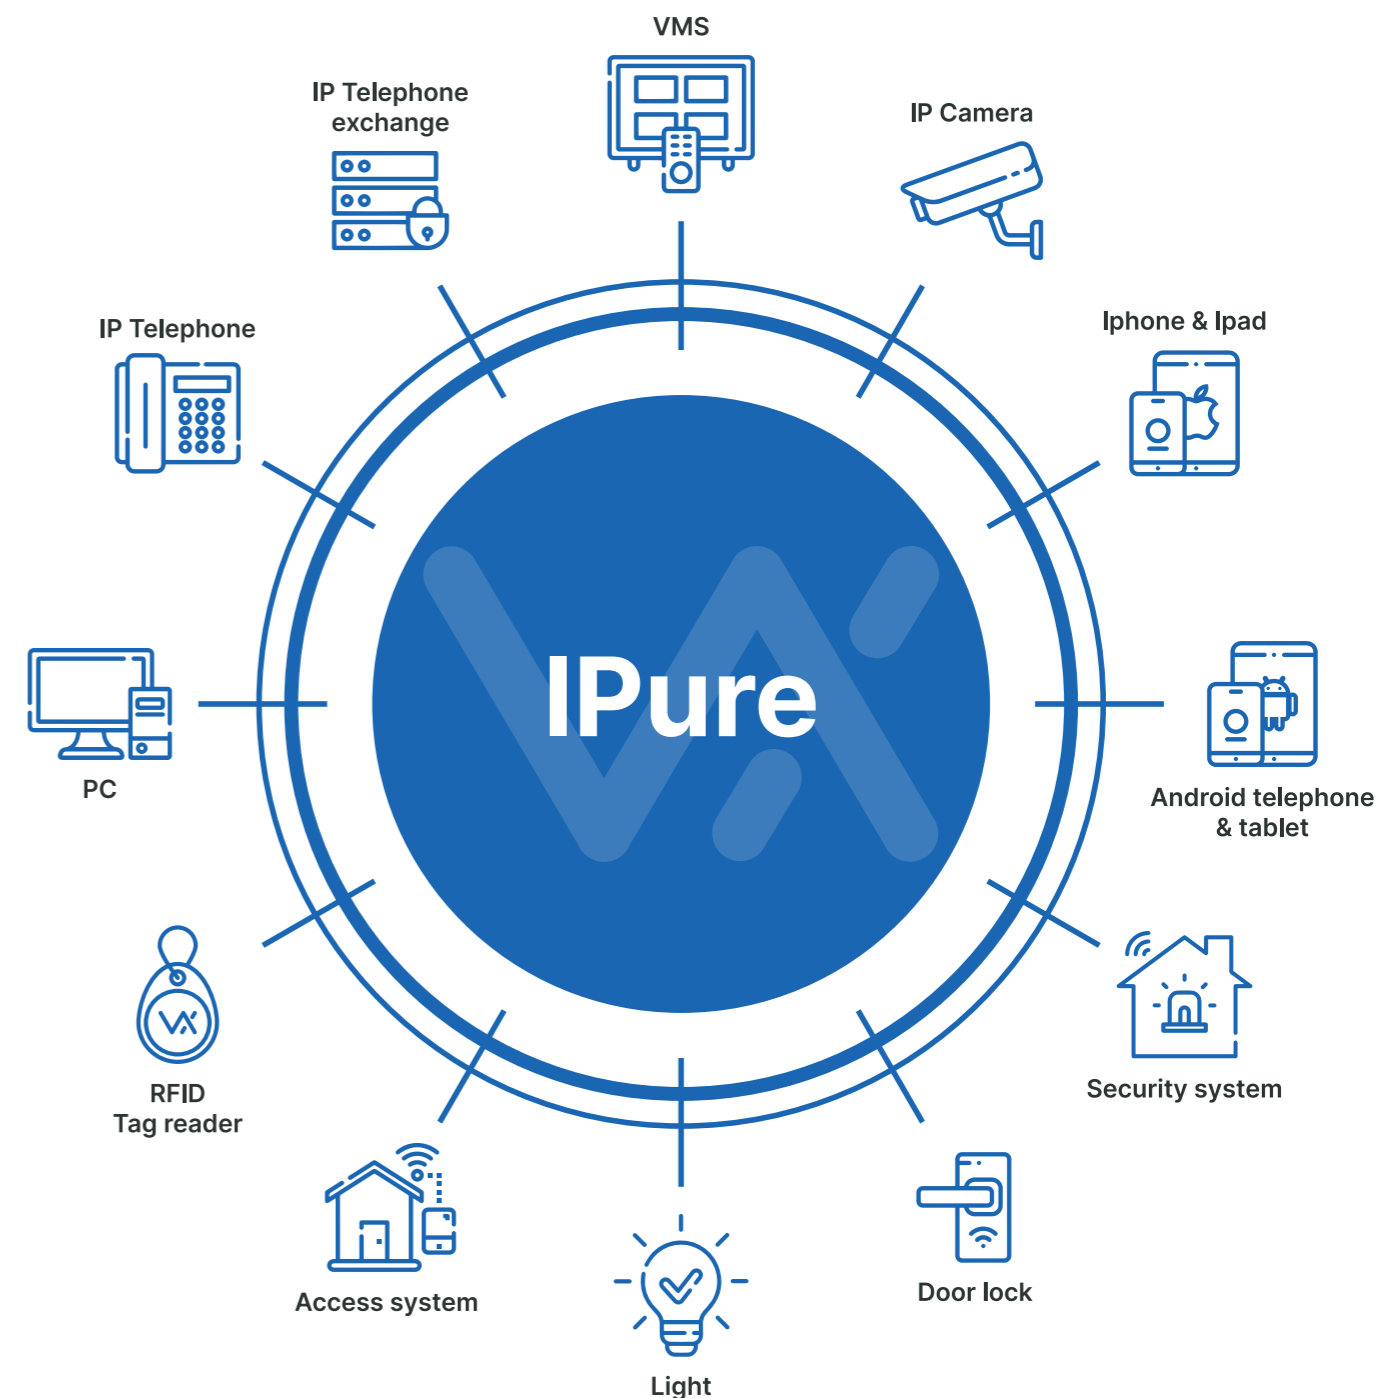 VMS
IP Telephone
exchange
IP Camera
Iphone & Ipad
IP Telephone
IPure
PC
Android telephone
& tablet
RFID
Tag reader
Security system
Access system
Door lock
Light